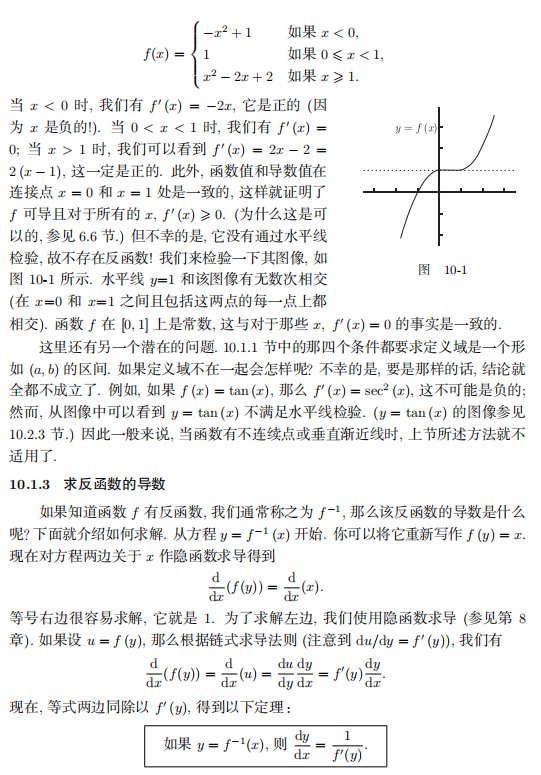 f(x) = { −x² + 1 如果 x < 0,
1 如果 0 ⩽ x < 1,
x² − 2x + 2 如果 x ⩾ 1.
当 x < 0 时, 我们有 f′(x) = −2x, 它是正的 (因
为 x 是负的!). 当 0 < x < 1 时, 我们有 f′(x) =
0; 当 x > 1 时, 我们可以看到 f′(x) = 2x − 2 =
2(x − 1), 这一定是正的. 此外, 函数值和导数值在
连接点 x = 0 和 x = 1 处是一致的, 这样就证明了
f 可导且对于所有的 x, f′(x) ⩾ 0. (为什么这是可
以的, 参见 6.6 节.) 但不幸的是, 它没有通过水平线
检验, 故不存在反函数! 我们来检验一下其图像, 如
图 10-1 所示. 水平线 y=1 和该图像有无数次相交
(在 x=0 和 x=1 之间且包括这两点的每一点上都
y = f(x)
图 10-1
相交). 函数 f 在 [0, 1] 上是常数, 这与对于那些 x, f′(x) = 0 的事实是一致的.
这里还有另一个潜在的问题. 10.1.1 节中的那四个条件都要求定义域是一个形
如 (a, b) 的区间. 如果定义域不在一起会怎样呢? 不幸的是, 要是那样的话, 结论就
全都不成立了. 例如, 如果 f(x) = tan(x), 那么 f′(x) = sec²(x), 这不可能是负的;
然而, 从图像中可以看到 y = tan(x) 不满足水平线检验. (y = tan(x) 的图像参见
10.2.3 节.) 因此一般来说, 当函数有不连续点或垂直渐近线时, 上节所述方法就不
适用了.
10.1.3 求反函数的导数
如果知道函数 f 有反函数, 我们通常称之为 f⁻¹, 那么该反函数的导数是什么
呢? 下面就介绍如何求解. 从方程 y = f⁻¹(x) 开始. 你可以将它重新写作 f(y) = x.
现在对方程两边关于 x 作隐函数求导得到
d/dx (f(y)) = d/dx (x).
等号右边很容易求解, 它就是 1. 为了求解左边, 我们使用隐函数求导 (参见第 8
章). 如果设 u = f(y), 那么根据链式求导法则 (注意到 du/dy = f′(y)), 我们有
d/dx (f(y)) = d/dx (u) = du/dy dy/dx = f′(y) dy/dx.
现在, 等式两边同除以 f′(y), 得到以下定理:
如果 y = f⁻¹(x), 则 dy/dx = 1/f′(y).